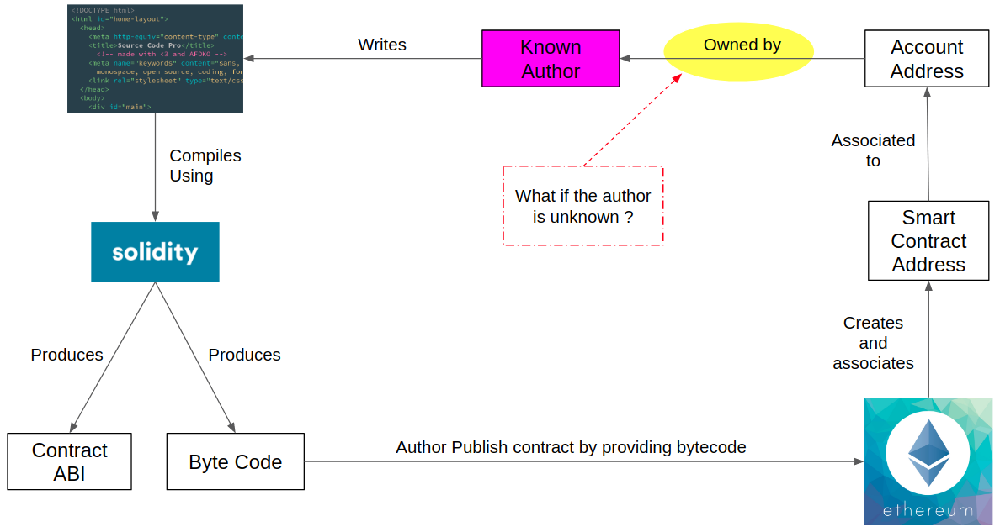 <!DOCTYPE html>
<html id="home-layout">
<head>
<meta http-equiv="content-type" conte
<title>Source Code Pro</title>
<!-- made with <3 and AFDKO -->
<meta name="keywords" content="sans,
monospace, open source, coding, fon
<link rel="stylesheet" type="text/css
</head>
<body>
<div id="main">
Writes
Known
Author
Owned by
Account
Address
Compiles
Using
What if the author
is unknown ?
Associated
to
Smart
Contract
Address
solidity
Produces
Produces
Creates
and
associates
Contract
ABI
Byte Code
Author Publish contract by providing bytecode
ethereum